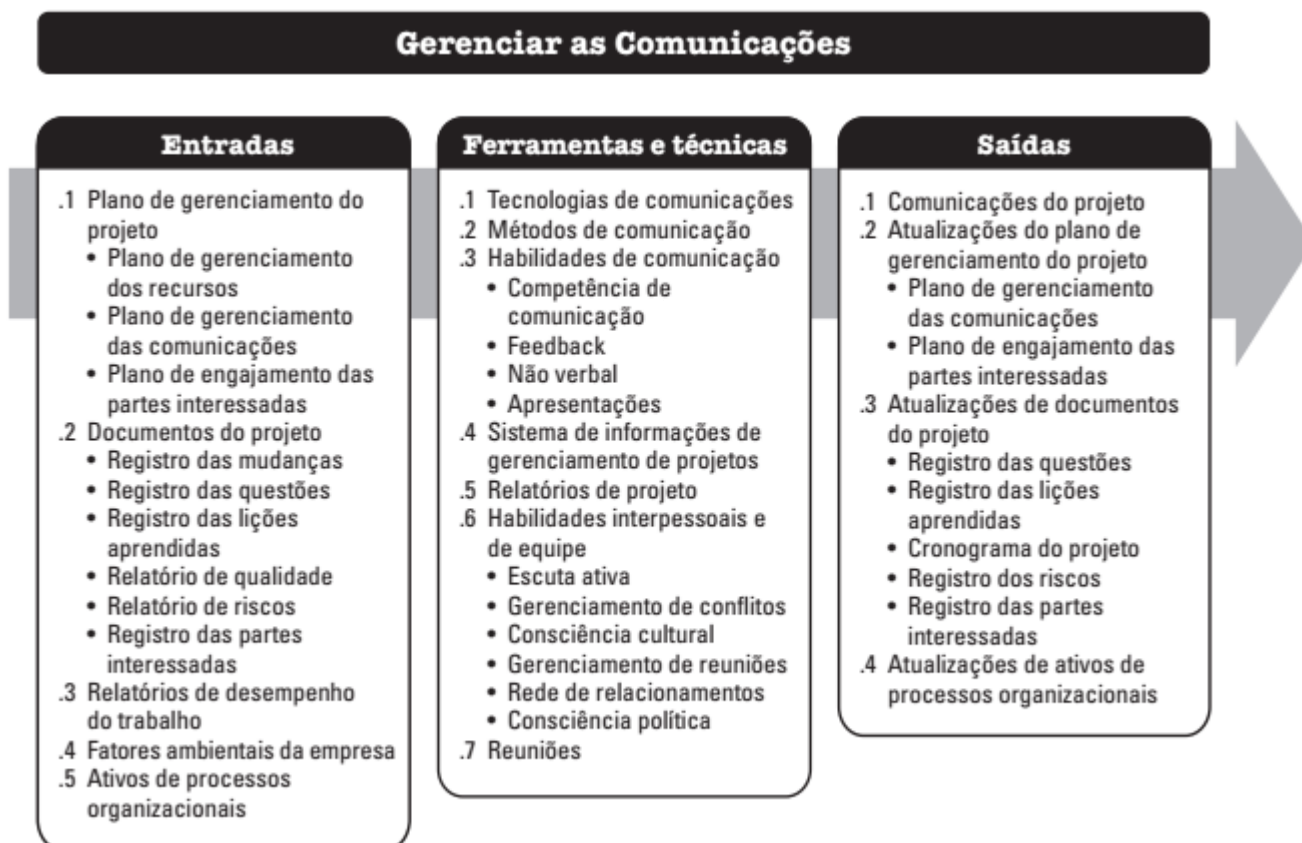 Gerenciar as Comunicações
Entradas
.1 Plano de gerenciamento do
projeto
• Plano de gerenciamento
dos recursos
• Plano de gerenciamento
das comunicações
• Plano de engajamento das
partes interessadas
.2 Documentos do projeto
• Registro das mudanças
• Registro das questões
• Registro das lições
aprendidas
• Relatório de qualidade
• Relatório de riscos
• Registro das partes
interessadas
.3 Relatórios de desempenho
do trabalho
.4 Fatores ambientais da empresa
.5 Ativos de processos
organizacionais
Ferramentas e técnicas
.1 Tecnologias de comunicações
.2 Métodos de comunicação
.3 Habilidades de comunicação
• Competência de
comunicação
• Feedback
• Não verbal
• Apresentações
.4 Sistema de informações de
gerenciamento de projetos
.5 Relatórios de projeto
.6 Habilidades interpessoais e
de equipe
• Escuta ativa
• Gerenciamento de conflitos
• Consciência cultural
• Gerenciamento de reuniões
• Rede de relacionamentos
• Consciência política
.7 Reuniões
Saídas
.1 Comunicações do projeto
.2 Atualizações do plano de
gerenciamento do projeto
• Plano de gerenciamento
das comunicações
• Plano de engajamento das
partes interessadas
.3 Atualizações de documentos
do projeto
• Registro das questões
• Registro das lições
aprendidas
• Cronograma do projeto
• Registro dos riscos
• Registro das partes
interessadas
.4 Atualizações de ativos de
processos organizacionais